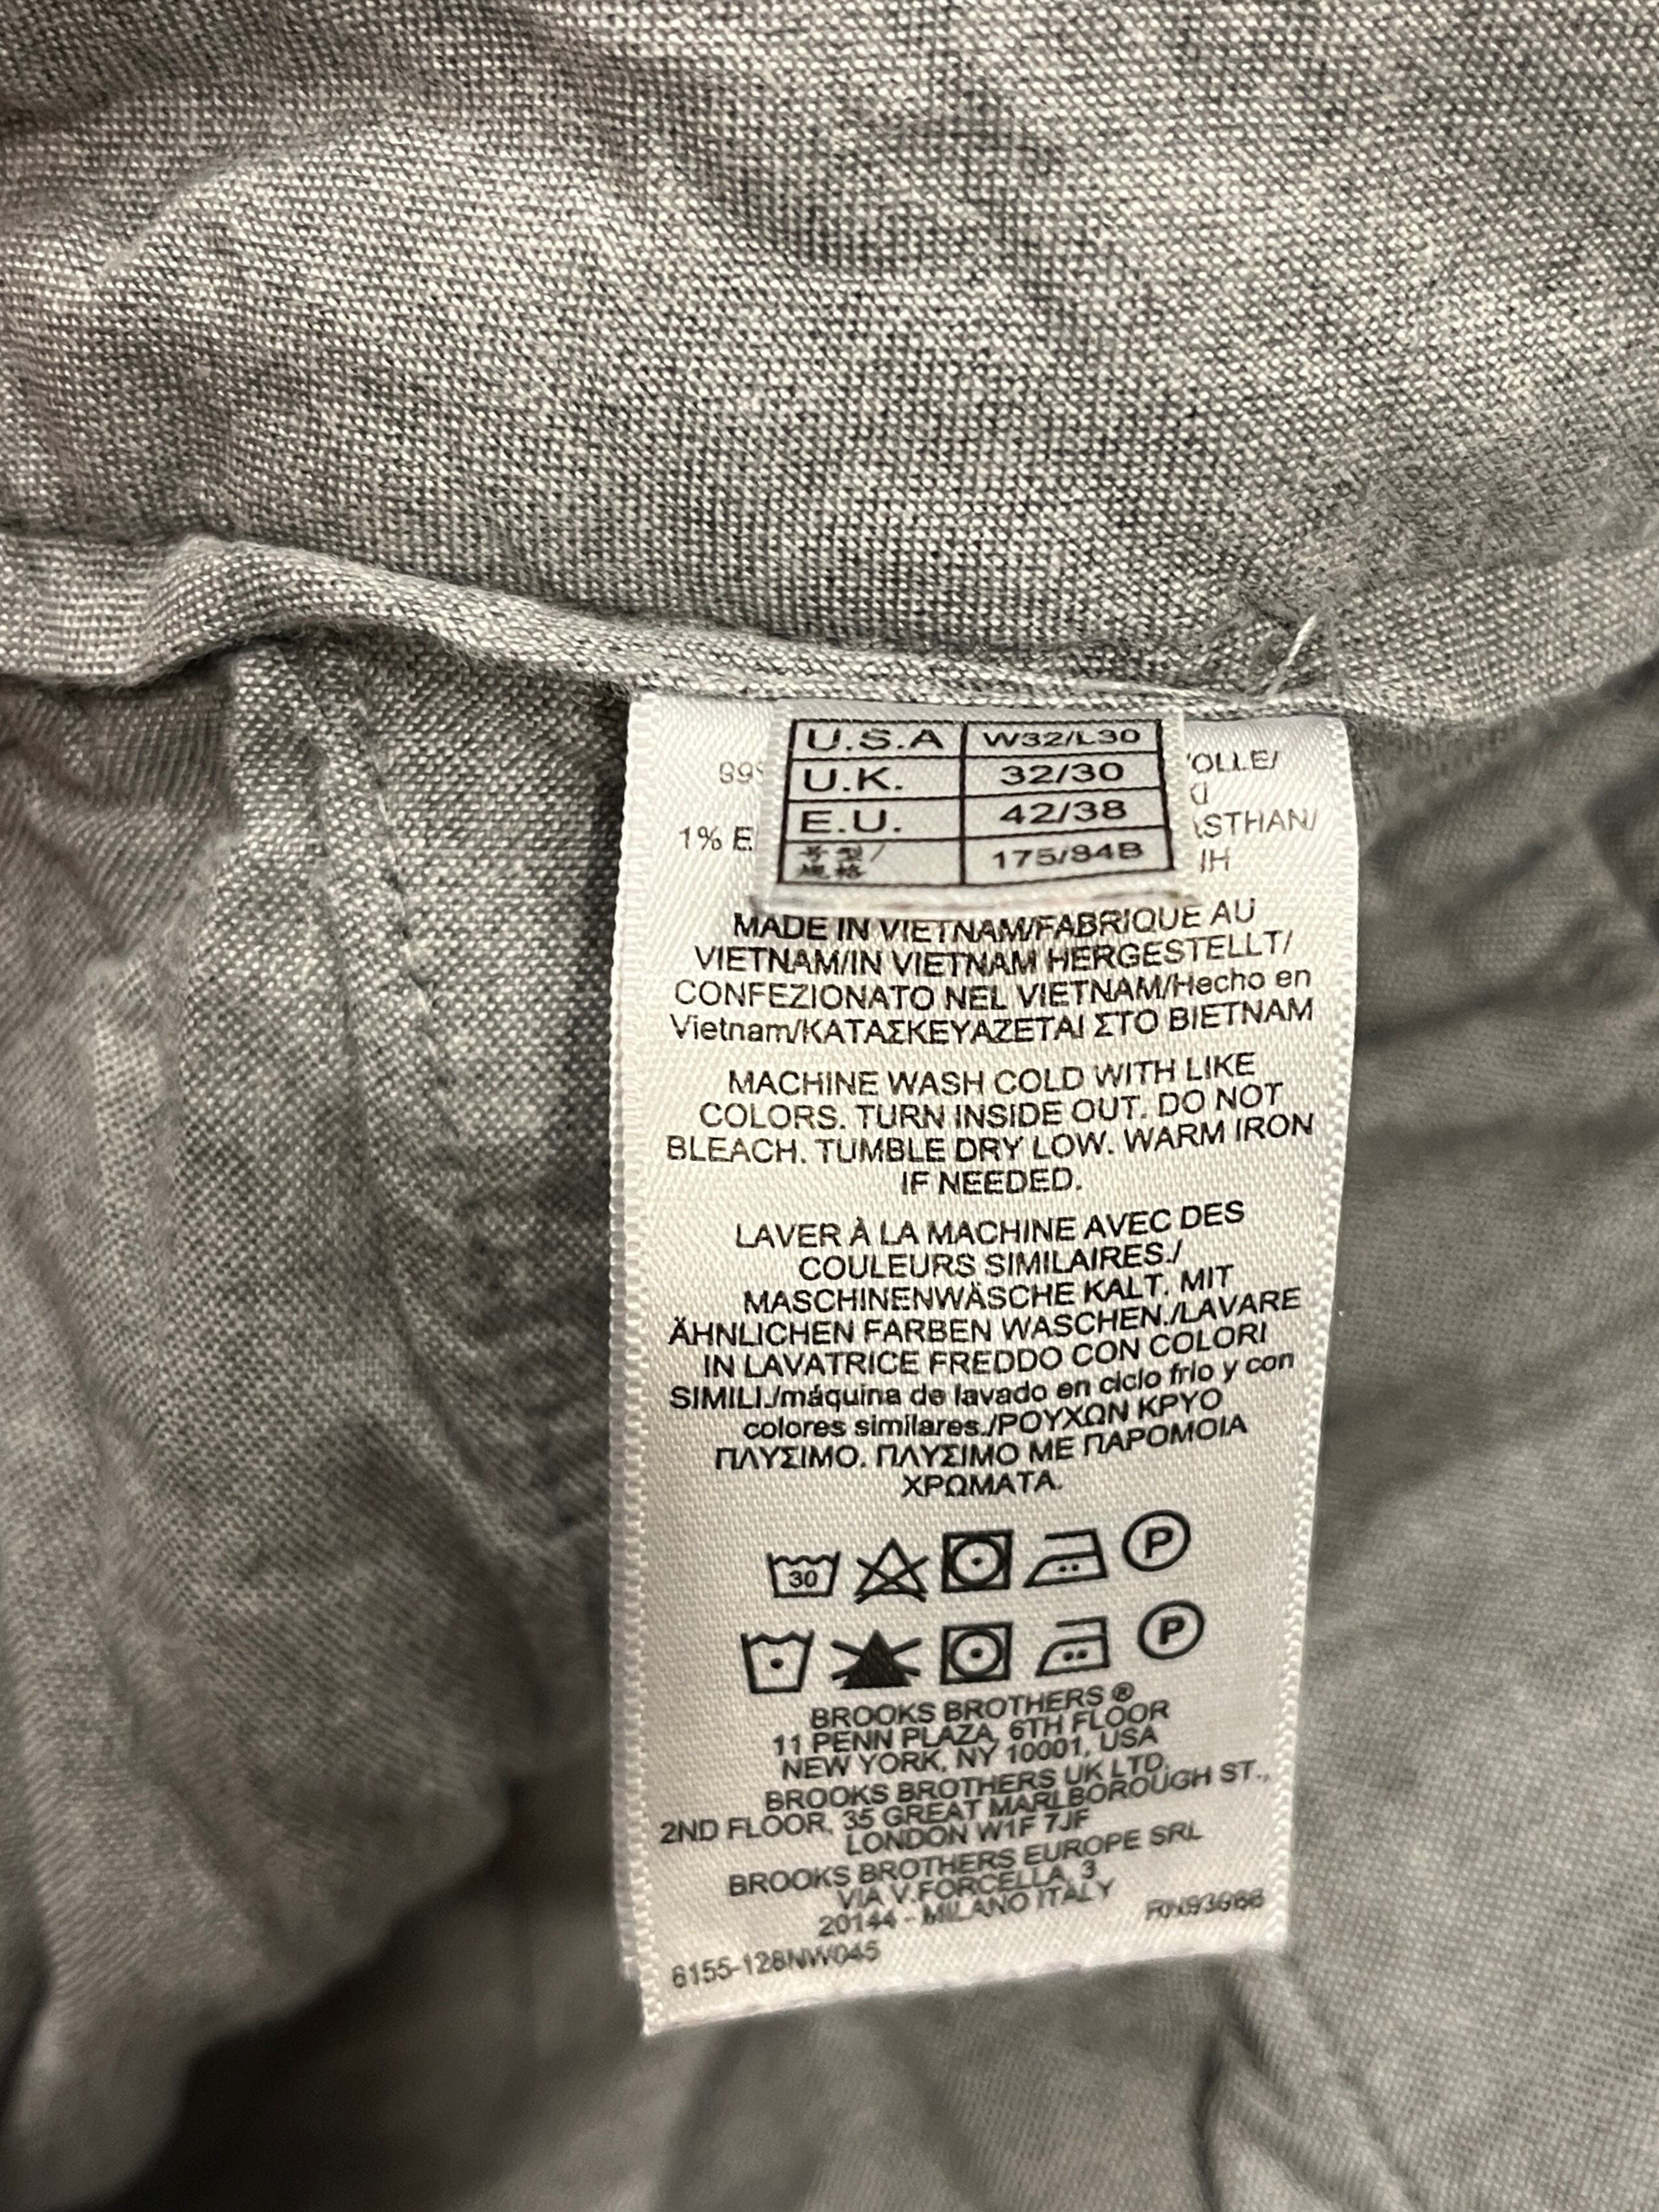 U.S.A W32/L30
U.K. 32/30
E.U. 42/38
号型/ 175/94B
规格
1% E
MADE IN VIETNAM/FABRIQUE AU
VIETNAM/IN VIETNAM HERGESTELLT/
CONFEZIONATO NEL VIETNAM/Hecho en
Vietnam/ΚΑΤΑΣΚΕΥΑΖΕΤΑΙ ΣΤΟ ΒΙΕΤΝΑΜ
MACHINE WASH COLD WITH LIKE
COLORS. TURN INSIDE OUT. DO NOT
BLEACH. TUMBLE DRY LOW. WARM IRON
IF NEEDED.
LAVER À LA MACHINE AVEC DES
COULEURS SIMILAIRES./
MASCHINENWÄSCHE KALT. MIT
ÄHNLICHEN FARBEN WASCHEN./LAVARE
IN LAVATRICE FREDDO CON COLORI
SIMILI./máquina de lavado en ciclo frío y con
colores similares./ΡΟΥΧΩΝ ΚΡΥΟ
ΠΛΥΣΙΜΟ. ΠΛΥΣΙΜΟ ΜΕ ΠΑΡΟΜΟΙΑ
ΧΡΩΜΑΤΑ.
30 P
P
BROOKS BROTHERS ®
11 PENN PLAZA, 6TH FLOOR
NEW YORK, NY 10001, USA
BROOKS BROTHERS UK LTD,
2ND FLOOR, 35 GREAT MARLBOROUGH ST.,
LONDON W1F 7JF
BROOKS BROTHERS EUROPE SRL
VIA V.FORCELLA, 3
20144 - MILANO ITALY
6155-128NW045